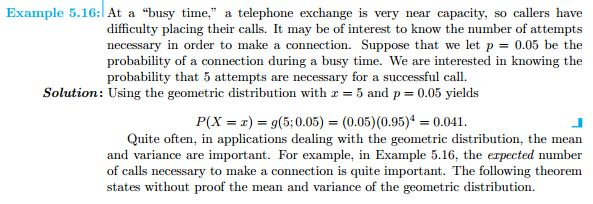 Example 5.16: At a “busy time,” a telephone exchange is very near capacity, so callers have
difficulty placing their calls. It may be of interest to know the number of attempts
necessary in order to make a connection. Suppose that we let p = 0.05 be the
probability of a connection during a busy time. We are interested in knowing the
probability that 5 attempts are necessary for a successful call.
Solution: Using the geometric distribution with x = 5 and p = 0.05 yields
P(X = x) = g(5; 0.05) = (0.05)(0.95)⁴ = 0.041.
Quite often, in applications dealing with the geometric distribution, the mean
and variance are important. For example, in Example 5.16, the expected number
of calls necessary to make a connection is quite important. The following theorem
states without proof the mean and variance of the geometric distribution.